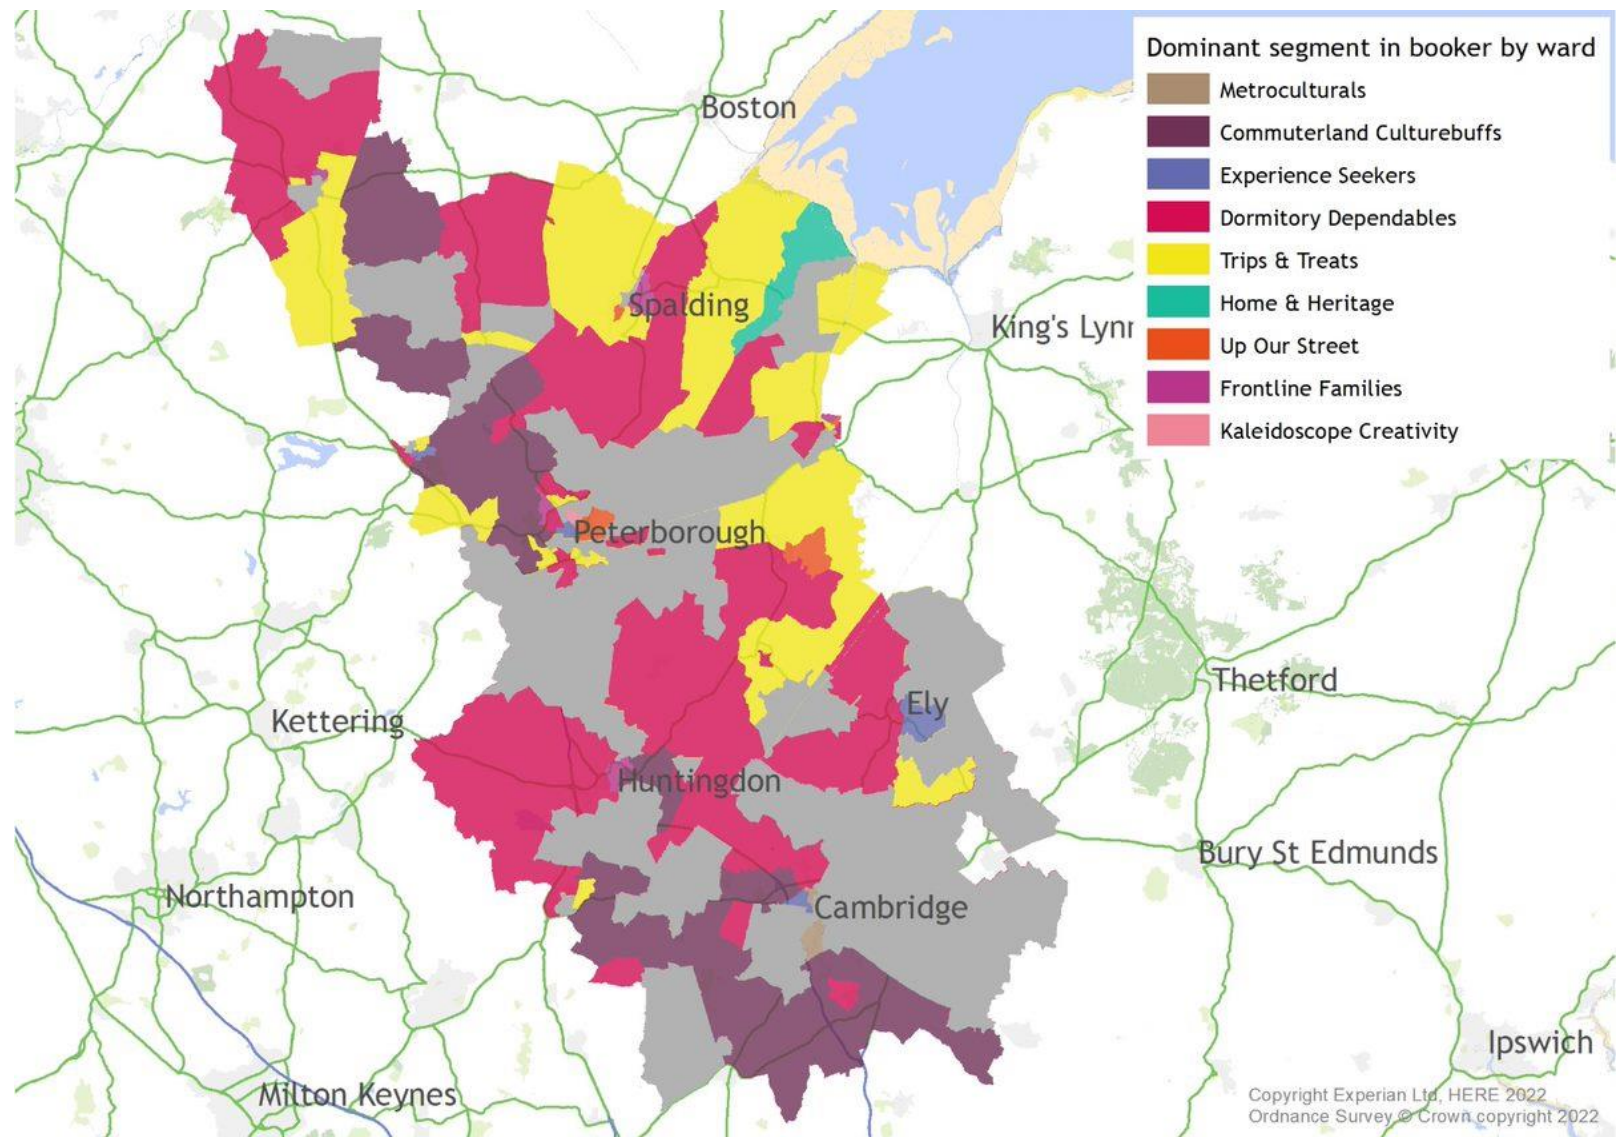 Dominant segment in booker by ward
Metroculturals
Commuterland Culturebuffs
Experience Seekers
Dormitory Dependables
Trips & Treats
Home & Heritage
Up Our Street
Frontline Families
Kaleidoscope Creativity
Boston
Spalding
King's Lynr
Peterborough
Thetford
Ely
Kettering
Huntingdon
Bury St Edmunds
Northampton
Cambridge
Ipswich
Milton Keynes
Copyright Experian Ltd, HERE 2022
Ordnance Survey © Crown copyright 2022